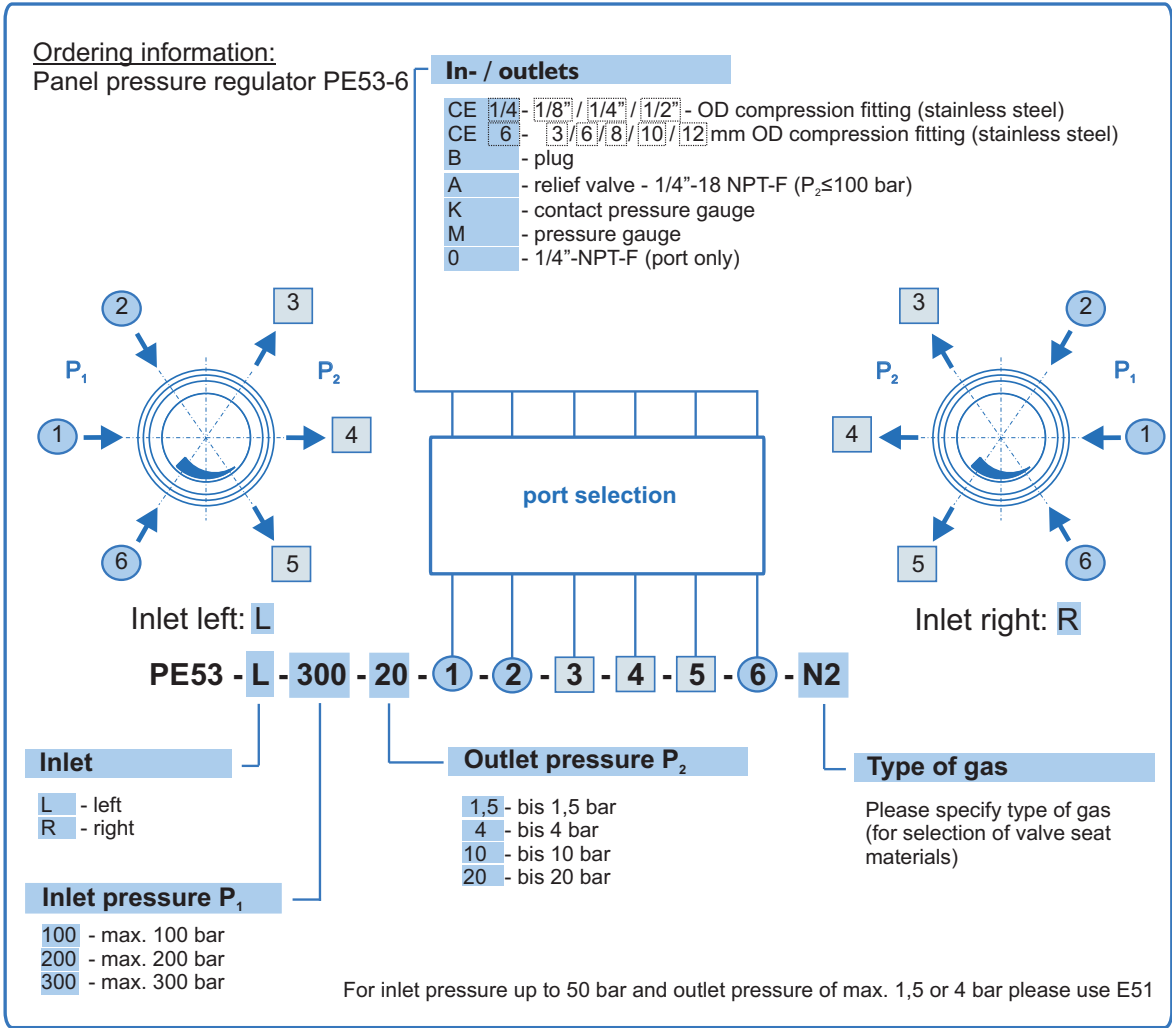 Ordering information:
Panel pressure regulator PE53-6
In- / outlets
CE 1/4 - 1/8” / 1/4” / 1/2” - OD compression fitting (stainless steel)
CE 6 - 3 / 6 / 8 / 10 / 12 mm OD compression fitting (stainless steel)
B - plug
A - relief valve - 1/4”-18 NPT-F (P₂≤100 bar)
K - contact pressure gauge
M - pressure gauge
0 - 1/4”-NPT-F (port only)
2 3
P₁ P₂
1 4
6 5
Inlet left: L
port selection
3 2
P₂ P₁
4 1
5 6
Inlet right: R
PE53 - L - 300 - 20 - 1 - 2 - 3 - 4 - 5 - 6 - N2
Inlet
L - left
R - right
Inlet pressure P₁
100 - max. 100 bar
200 - max. 200 bar
300 - max. 300 bar
Outlet pressure P₂
1,5 - bis 1,5 bar
4 - bis 4 bar
10 - bis 10 bar
20 - bis 20 bar
Type of gas
Please specify type of gas
(for selection of valve seat
materials)
For inlet pressure up to 50 bar and outlet pressure of max. 1,5 or 4 bar please use E51